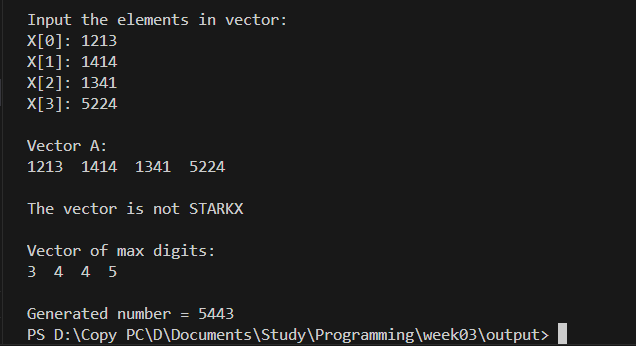 Input the elements in vector:
X[0]: 1213
X[1]: 1414
X[2]: 1341
X[3]: 5224
Vector A:
1213  1414  1341  5224
The vector is not STARKX
Vector of max digits:
3  4  4  5
Generated number = 5443
PS D:\Copy PC\D\Documents\Study\Programming\week03\output>